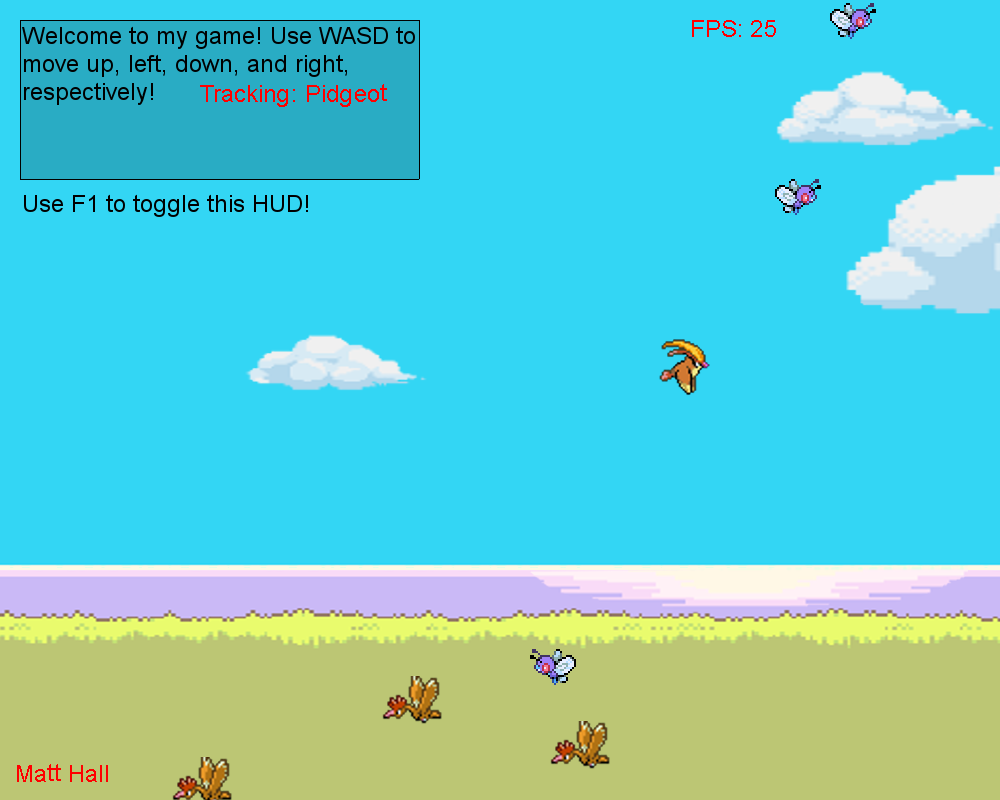 Welcome to my game! Use WASD to
move up, left, down, and right,
respectively!
Tracking: Pidgeot
Use F1 to toggle this HUD!
FPS: 25
Matt Hall